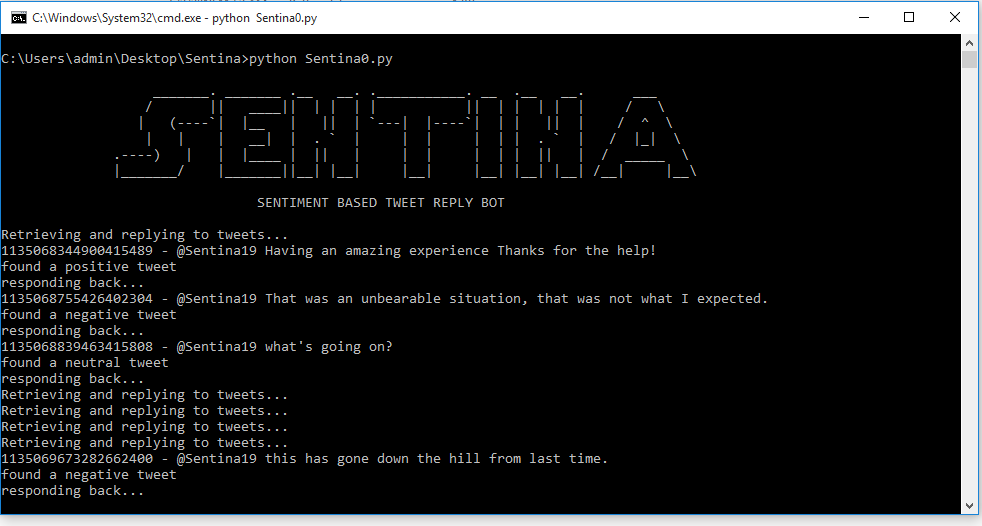 C:\Windows\System32\cmd.exe - python Sentina0.py
C:\Users\admin\Desktop\Sentina>python Sentina0.py
SENTINA
SENTIMENT BASED TWEET REPLY BOT
Retrieving and replying to tweets...
1135068344900415489 - @Sentina19 Having an amazing experience Thanks for the help!
found a positive tweet
responding back...
1135068755426402304 - @Sentina19 That was an unbearable situation, that was not what I expected.
found a negative tweet
responding back...
1135068839463415808 - @Sentina19 what's going on?
found a neutral tweet
responding back...
Retrieving and replying to tweets...
Retrieving and replying to tweets...
Retrieving and replying to tweets...
Retrieving and replying to tweets...
1135069673282662400 - @Sentina19 this has gone down the hill from last time.
found a negative tweet
responding back...